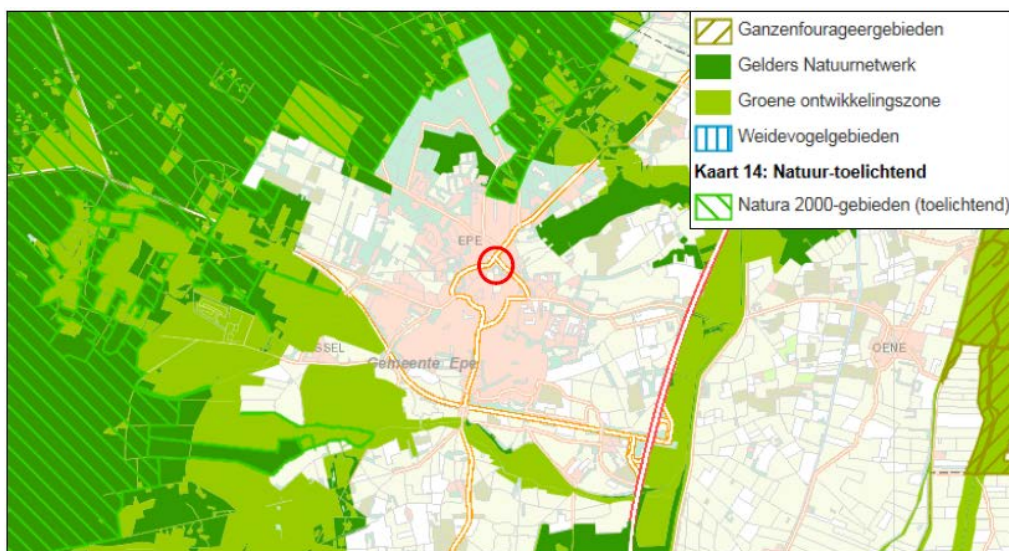 Ganzenfourageergebieden
Gelders Natuurnetwerk
Groene ontwikkelingszone
Weidevogelgebieden
Kaart 14: Natuur-toelichtend
Natura 2000-gebieden (toelichtend)
EPE
OENE
SSEL
Gemeente Epe